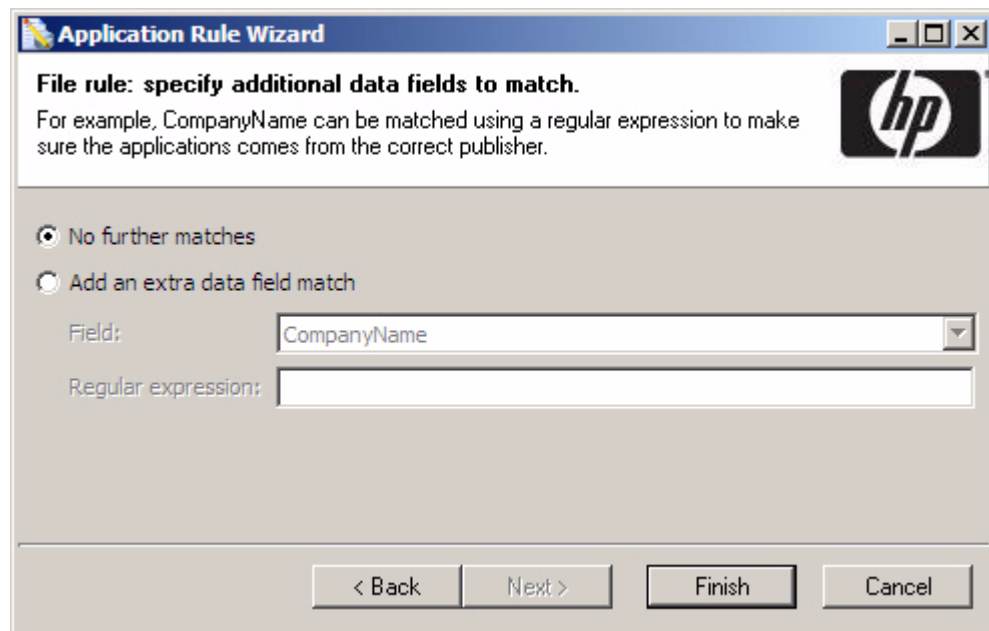 Application Rule Wizard
File rule: specify additional data fields to match.
For example, CompanyName can be matched using a regular expression to make
sure the applications comes from the correct publisher.
hp
No further matches
Add an extra data field match
Field:
CompanyName
Regular expression:
< Back
Next >
Finish
Cancel